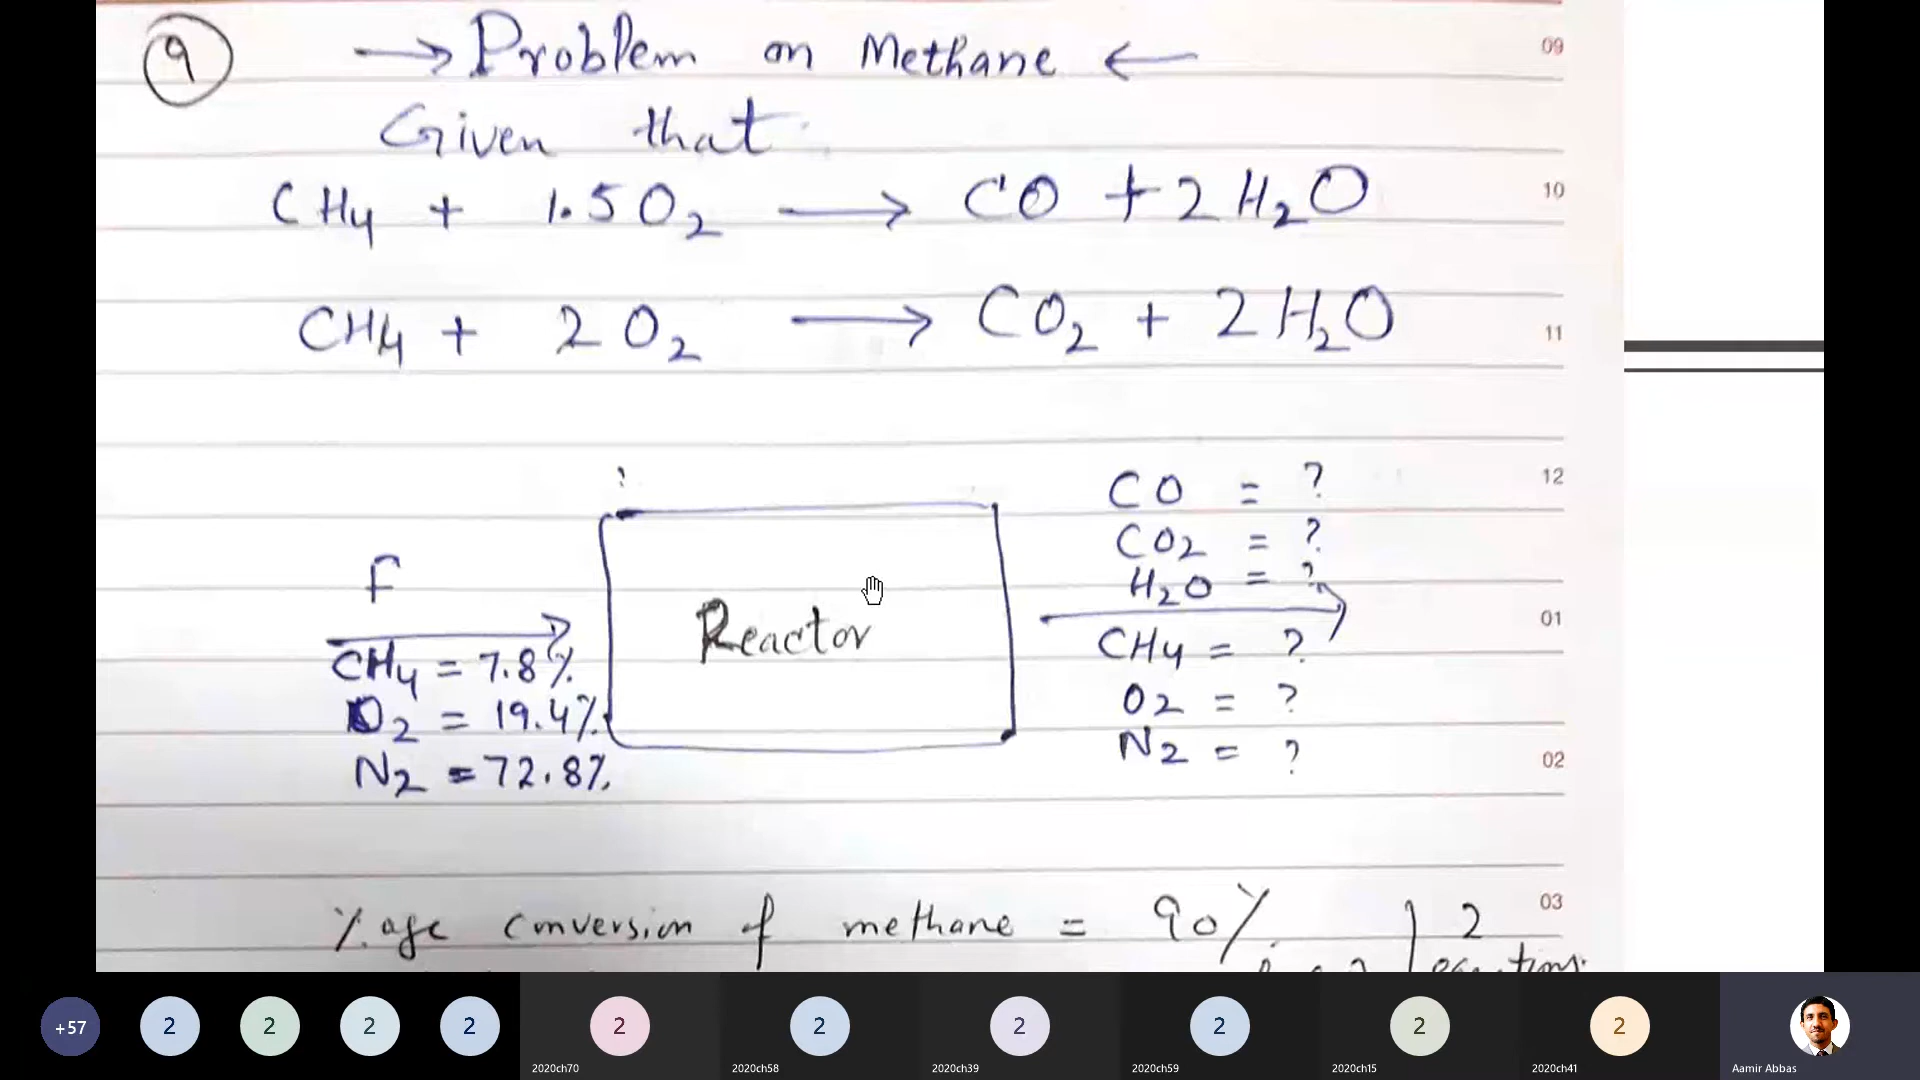 9
→ Problem on Methane ←
09
Given that
CH4 + 1.5 O2 → CO + 2 H2O
10
CH4 + 2 O2 → CO2 + 2 H2O
11
?
CO = ?
12
CO2 = ?
F
H2O = ?
Reactor
01
CH4 = 7.8%
CH4 = ?
O2 = 19.4%
O2 = ?
N2 = 72.8%
N2 = ?
02
%age conversion of methane = 90% 2
03
+57
2
2
2
2
2
2020ch70
2
2020ch58
2
2020ch39
2
2020ch59
2
2020ch15
2
2020ch41
Aamir Abbas